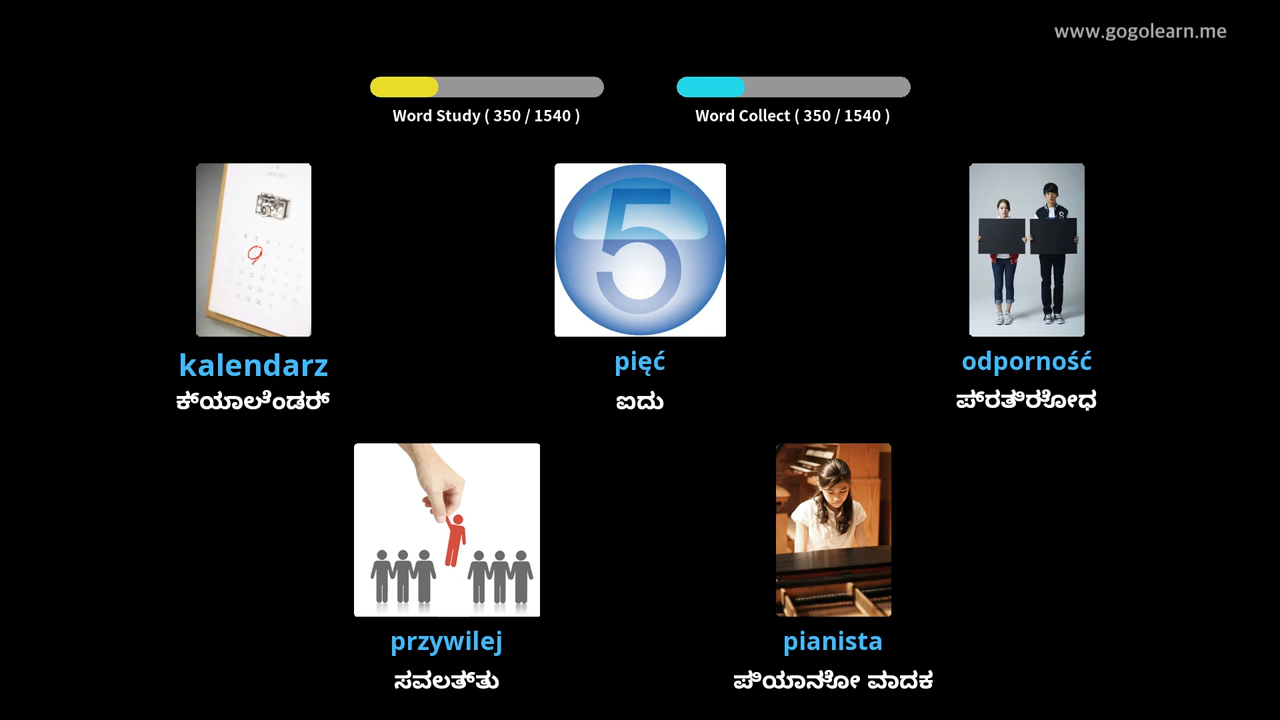 www.gogolearn.me
Word Study ( 350 / 1540 )
Word Collect ( 350 / 1540 )
5
kalendarz
ಕ್ಯಾಲೆಂಡರ್
pięć
ಐದು
odporność
ಪ್ರತಿರೋಧ
przywilej
ಸವಲತ್ತು
pianista
ಪಿಯಾನೋ ವಾದಕ